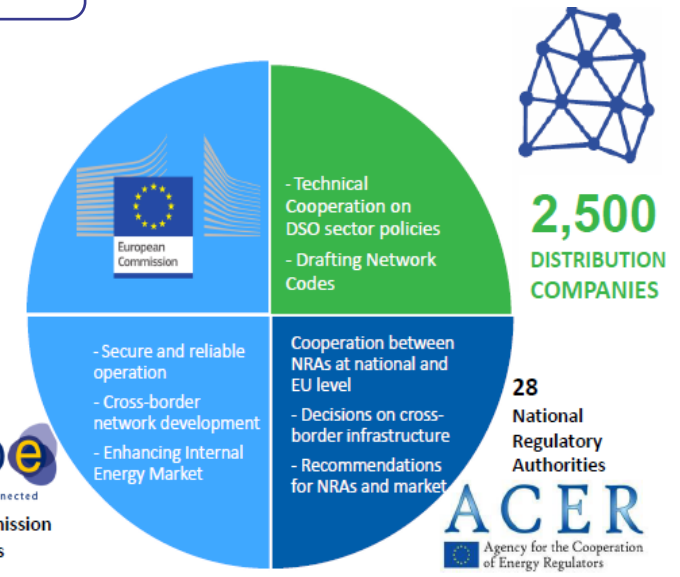 European
Commission
- Technical
Cooperation on
DSO sector policies
- Drafting Network
Codes
2,500
DISTRIBUTION
COMPANIES
- Secure and reliable
operation
- Cross-border
network development
- Enhancing Internal
Energy Market
Cooperation between
NRAs at national and
EU level
- Decisions on cross-
border infrastructure
- Recommendations
for NRAs and market
28
National
Regulatory
Authorities
e
ACER
Agency for the Cooperation
of Energy Regulators